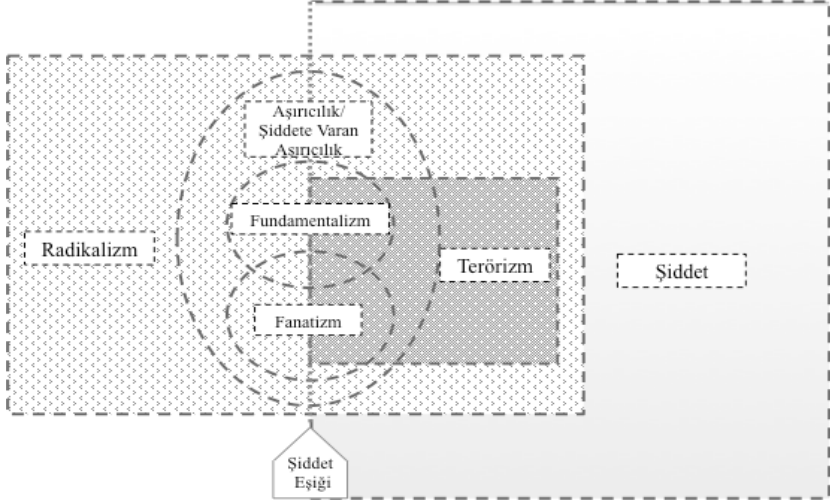 Aşırıcılık/
Şiddete Varan
Aşırıcılık
Fundamentalizm
Radikalizm
Terörizm
Şiddet
Fanatizm
Şiddet
Eşiği